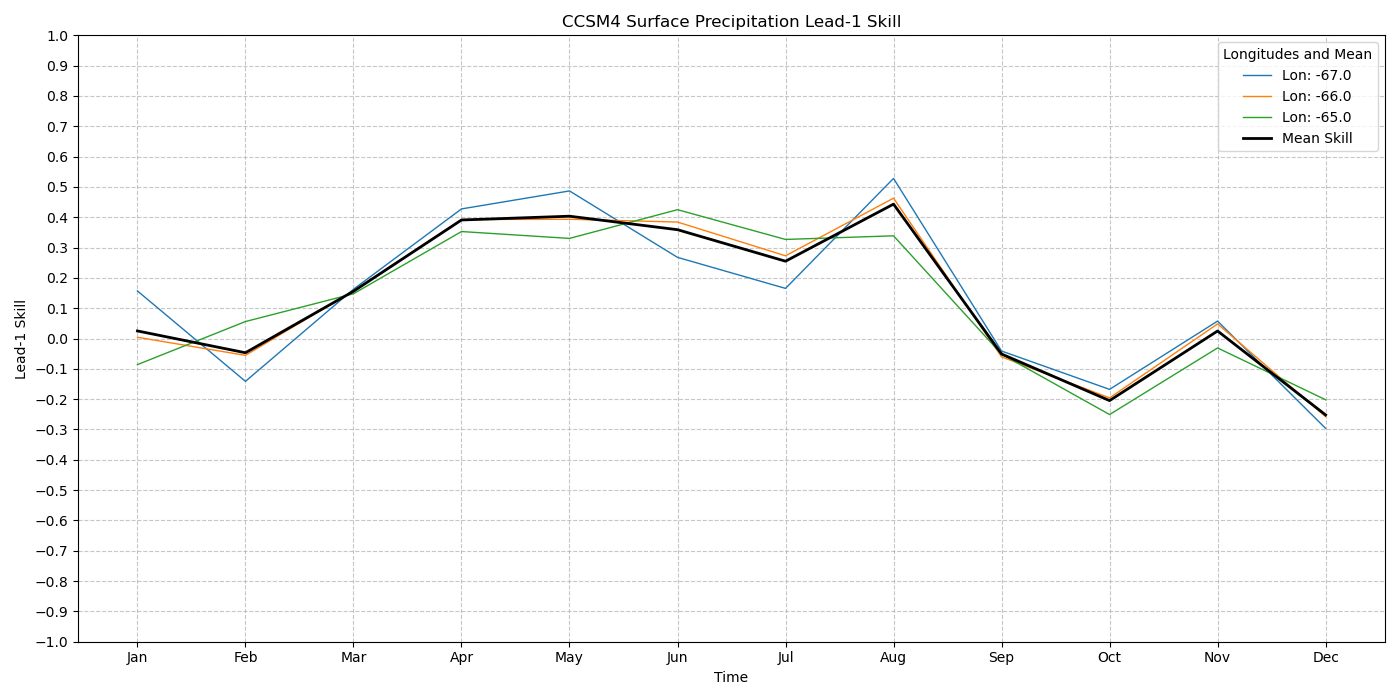 CCSM4 Surface Precipitation Lead-1 Skill
Longitudes and Mean
Lon: -67.0
Lon: -66.0
Lon: -65.0
Mean Skill
Lead-1 Skill
1.0
0.9
0.8
0.7
0.6
0.5
0.4
0.3
0.2
0.1
0.0
−0.1
−0.2
−0.3
−0.4
−0.5
−0.6
−0.7
−0.8
−0.9
−1.0
Jan Feb Mar Apr May Jun Jul Aug Sep Oct Nov Dec
Time